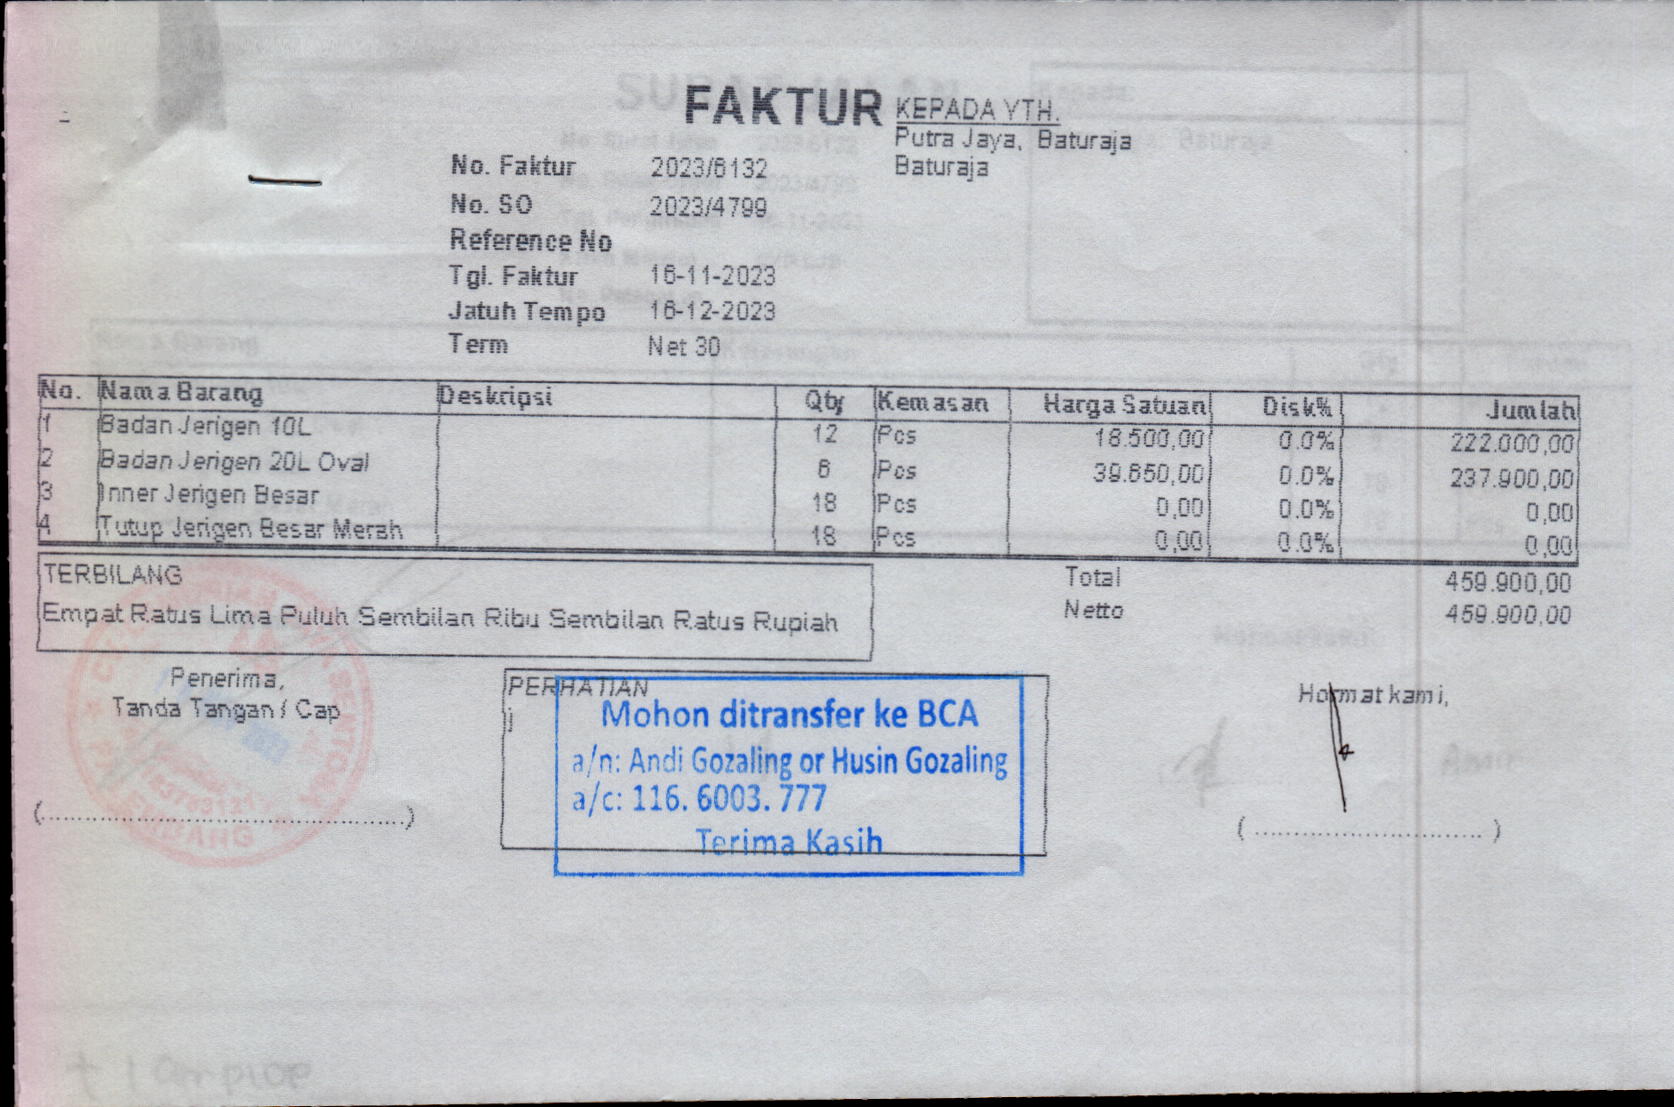 FAKTUR
KEPADA YTH.
Putra Jaya, Baturaja
Baturaja
No. Faktur 2023/6132
No. SO 2023/4799
Reference No
Tgl. Faktur 16-11-2023
Jatuh Tempo 16-12-2023
Term Net 30
No. Nama Barang Deskripsi Qty Kemasan Harga Satuan Disk% Jumlah
1 Badan Jerigen 10L 12 Pcs 18.500,00 0.0% 222.000,00
2 Badan Jerigen 20L Oval 6 Pcs 39.650,00 0.0% 237.900,00
3 Inner Jerigen Besar 18 Pcs 0,00 0.0% 0,00
4 Tutup Jerigen Besar Merah 18 Pcs 0,00 0.0% 0,00
TERBILANG
Empat Ratus Lima Puluh Sembilan Ribu Sembilan Ratus Rupiah
Total 459.900,00
Netto 459.900,00
Penerima,
Tanda Tangan / Cap
(................................................)
PERHATIAN
j
Mohon ditransfer ke BCA
a/n: Andi Gozaling or Husin Gozaling
a/c: 116. 6003. 777
Terima Kasih
Hormat kami,
( .............................. )